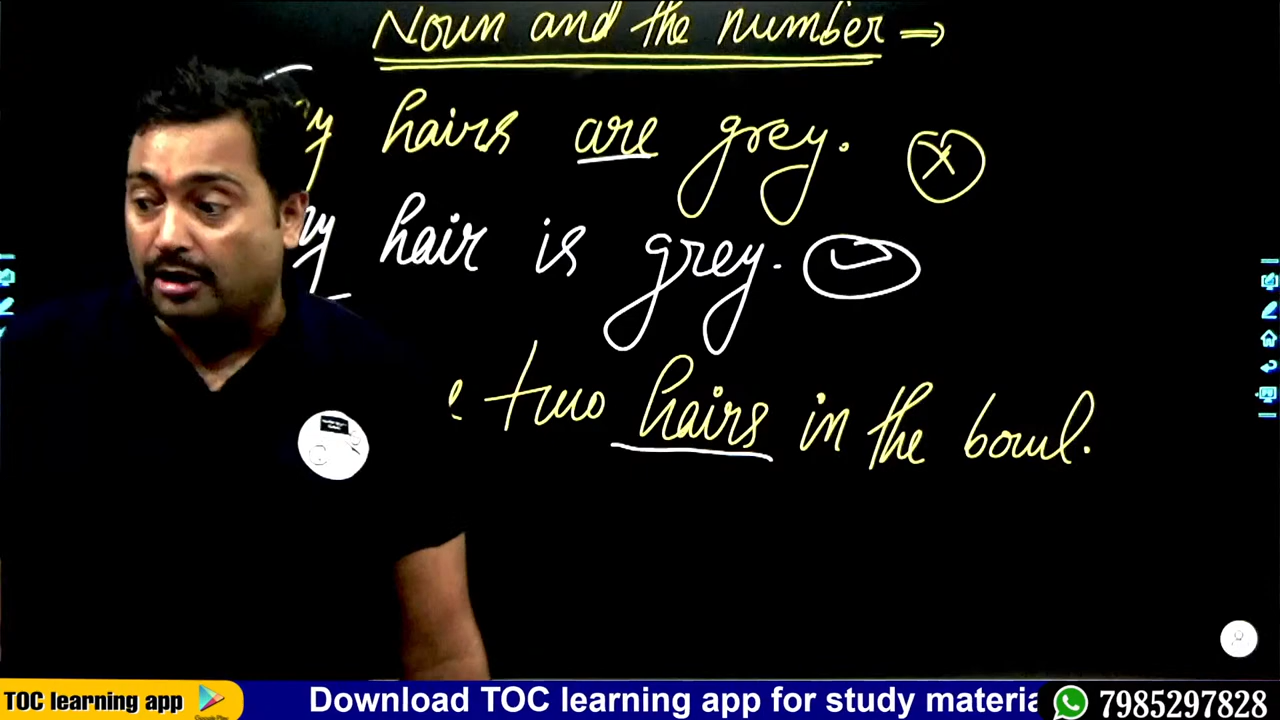 Noun and the number ⇒
y hairs are grey.
my hair is grey.
two hairs in the bowl.
TOC learning app
Download TOC learning app for study materia
7985297828